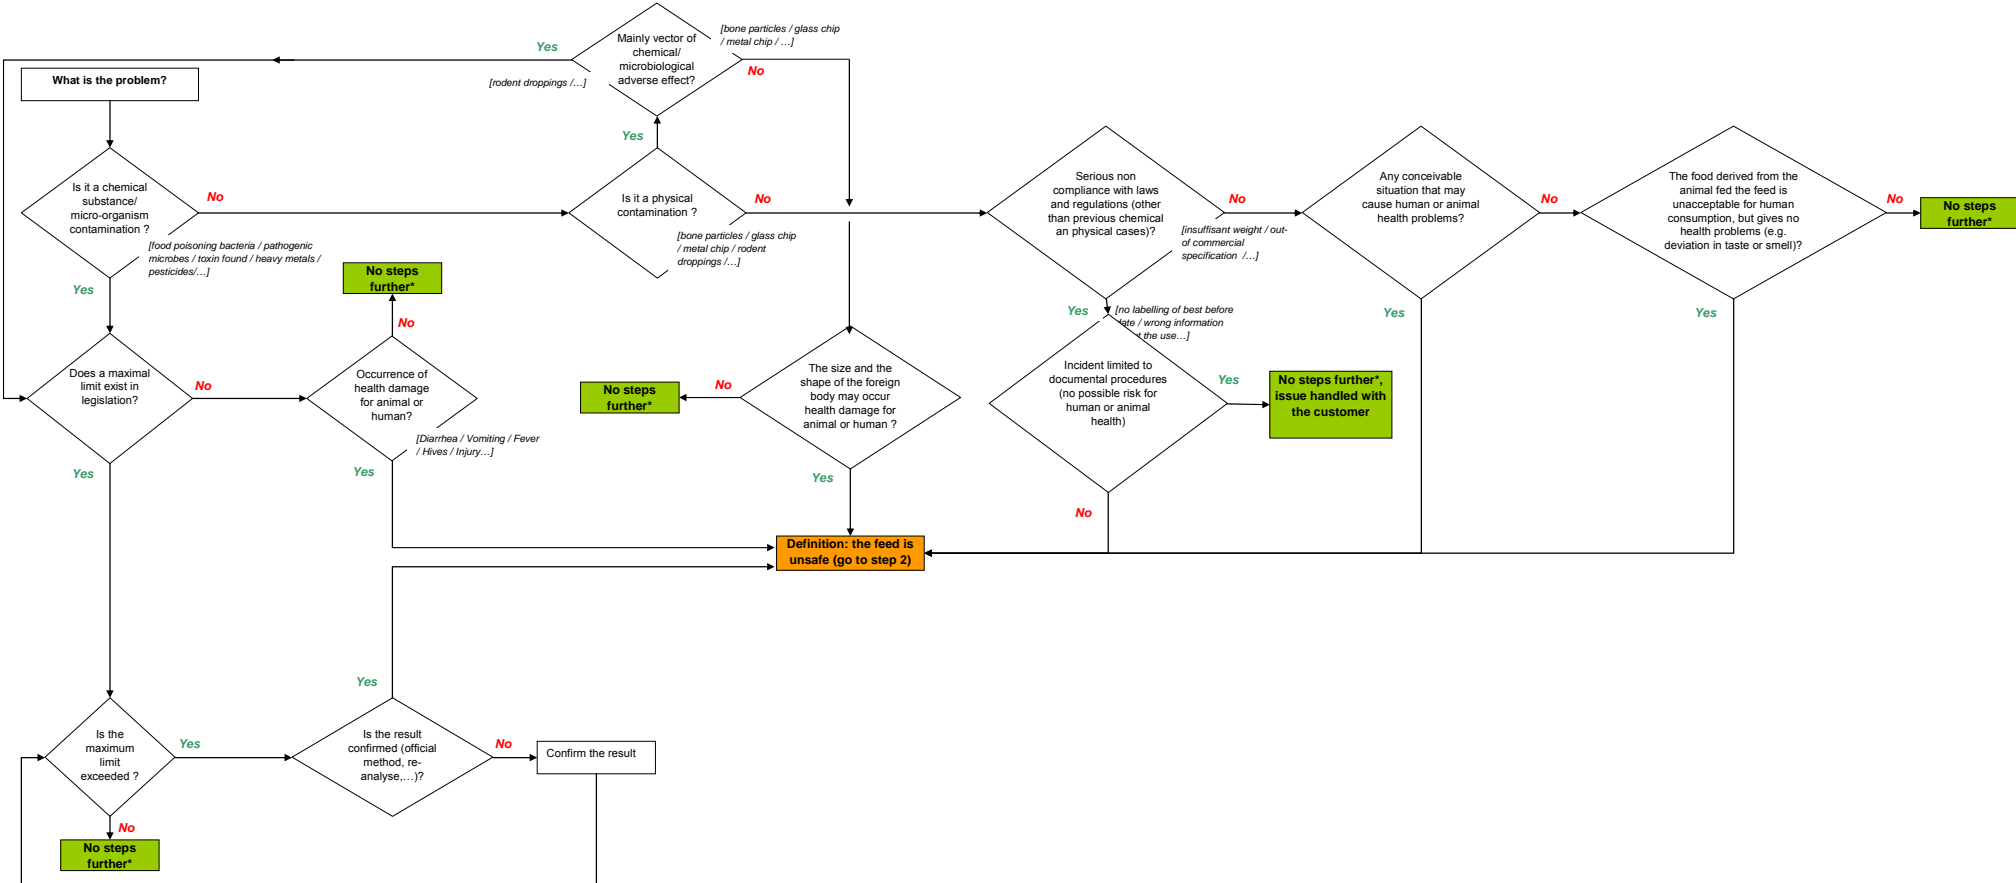 Mainly vector of
chemical/
microbiological
adverse effect?
[bone particles / glass chip
/ metal chip / …]
Yes
No
[rodent droppings /…]
What is the problem?
Yes
Is it a chemical
substance/
micro-organism
contamination ?
No
[food poisoning bacteria / pathogenic
microbes / toxin found / heavy metals /
pesticides/…]
Yes
Is it a physical
contamination ?
No
[bone particles / glass chip
/ metal chip / rodent
droppings /…]
Serious non
compliance with laws
and regulations (other
than previous chemical
an physical cases)?
No
[insuffisant weight / out-
of commercial
specification /…]
Any conceivable
situation that may
cause human or animal
health problems?
No
The food derived from the
animal fed the feed is
unacceptable for human
consumption, but gives no
health problems (e.g.
deviation in taste or smell)?
No
No steps
further*
No steps
further*
No
Yes
[no labelling of best before
date / wrong information
the use…]
Yes
Yes
Does a maximal
limit exist in
legislation?
No
Occurrence of
health damage
for animal or
human?
[Diarrhea / Vomiting / Fever
/ Hives / Injury…]
No steps
further*
No
The size and the
shape of the foreign
body may occur
health damage for
animal or human ?
Incident limited to
documental procedures
(no possible risk for
human or animal
health)
Yes
No steps further*,
issue handled with
the customer
Yes
Yes
Yes
No
Definition: the feed is
unsafe (go to step 2)
Yes
Is the
maximum
limit
exceeded ?
Yes
Is the result
confirmed (official
method, re-
analyse,…)?
No
Confirm the result
No
No steps
further*